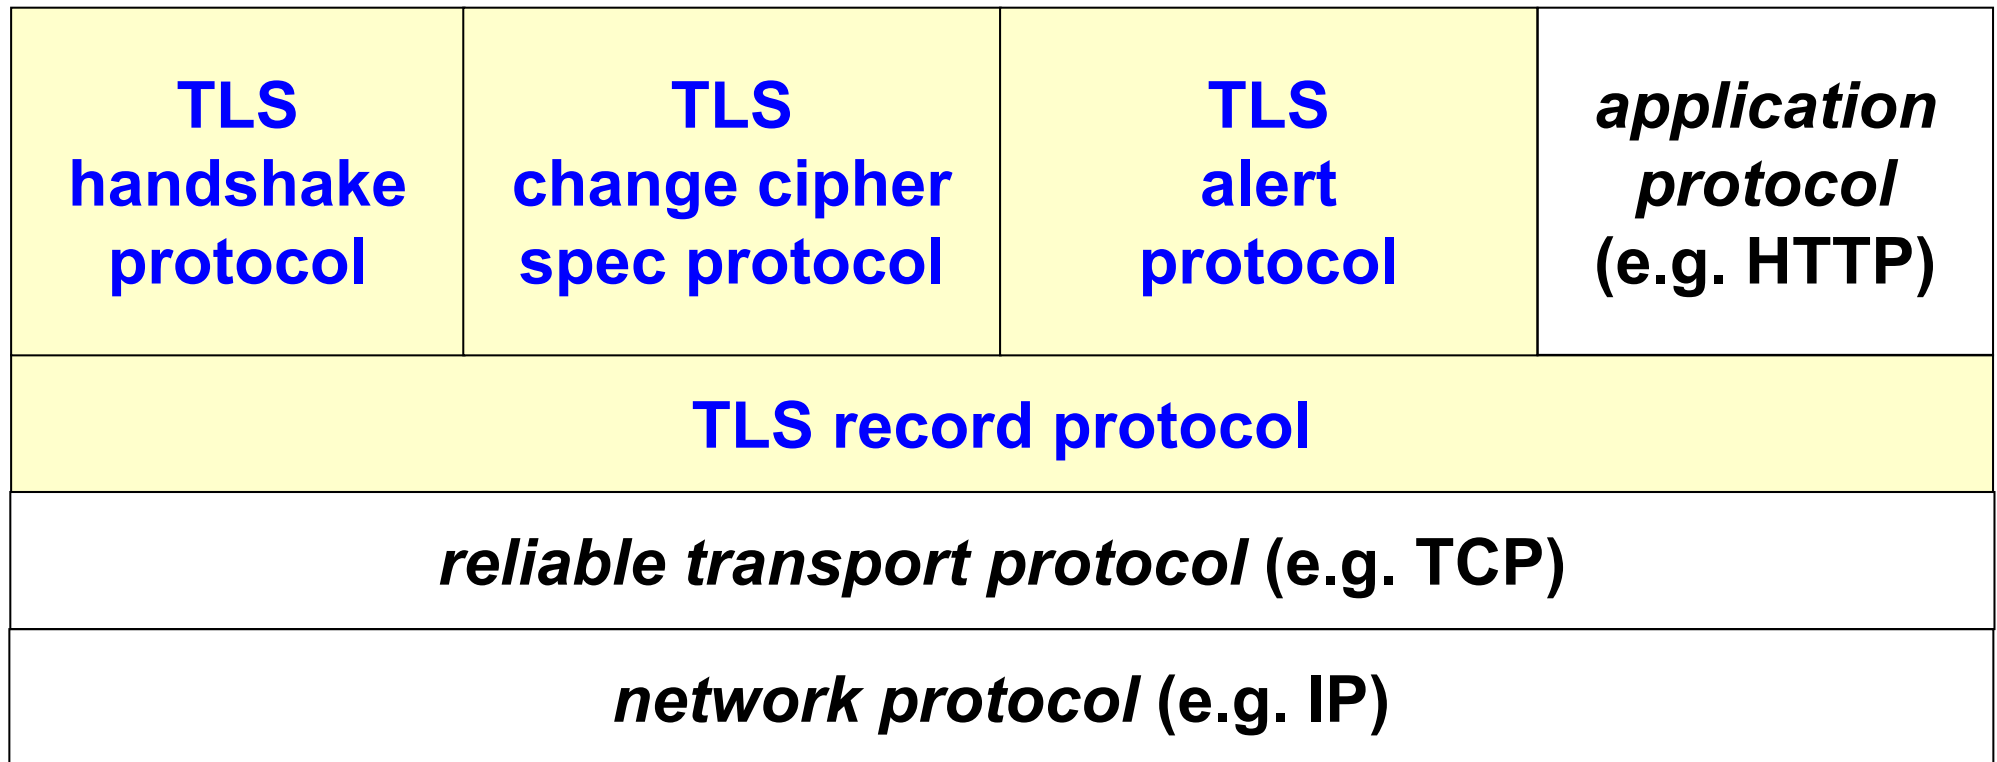 TLS
handshake
protocol
TLS
change cipher
spec protocol
TLS
alert
protocol
application
protocol
(e.g. HTTP)
TLS record protocol
reliable transport protocol (e.g. TCP)
network protocol (e.g. IP)